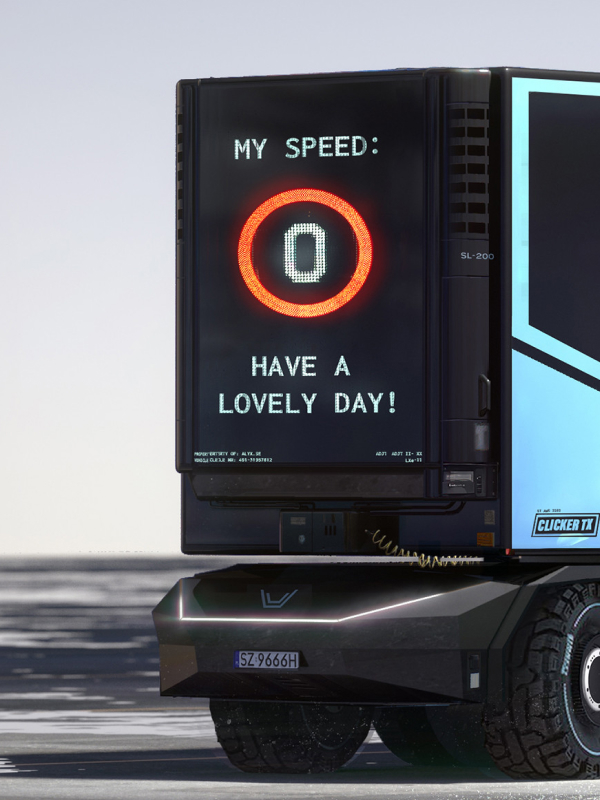 MY SPEED:
0
SL-200
HAVE A
LOVELY DAY!
CLICKER TX
SZ 9666H